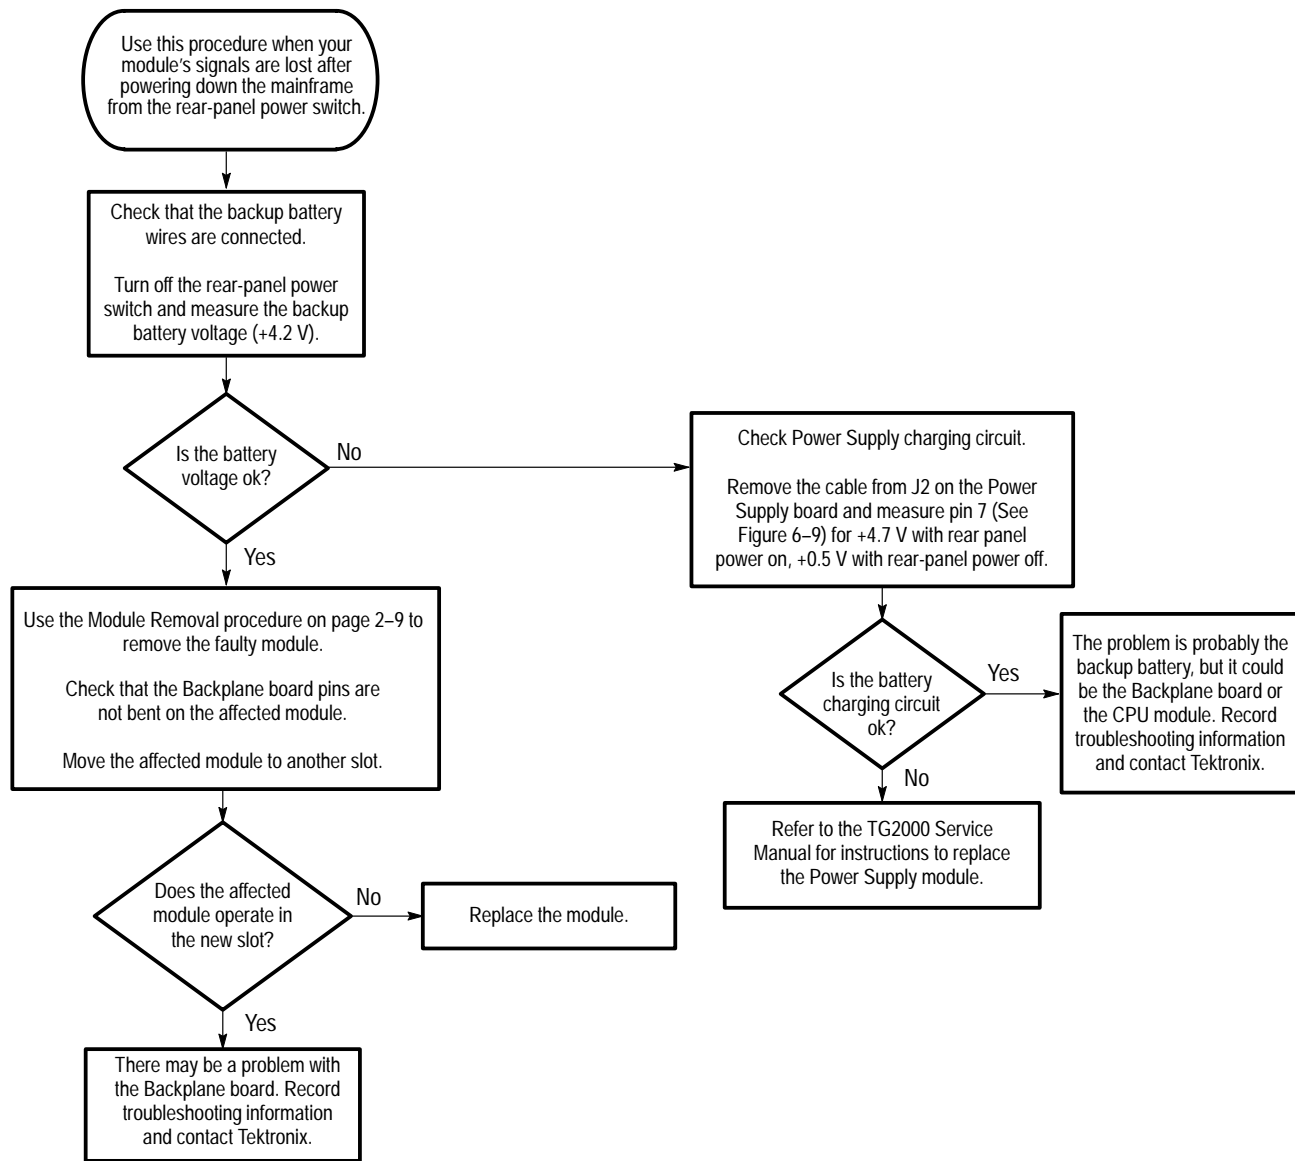 Use this procedure when your
module's signals are lost after
powering down the mainframe
from the rear-panel power switch.
Check that the backup battery
wires are connected.
Turn off the rear-panel power
switch and measure the backup
battery voltage (+4.2 V).
Is the battery
voltage ok?
No
Yes
Check Power Supply charging circuit.
Remove the cable from J2 on the Power
Supply board and measure pin 7 (See
Figure 6–9) for +4.7 V with rear panel
power on, +0.5 V with rear-panel power off.
Use the Module Removal procedure on page 2–9 to
remove the faulty module.
Check that the Backplane board pins are
not bent on the affected module.
Move the affected module to another slot.
Is the battery
charging circuit
ok?
Yes
No
The problem is probably the
backup battery, but it could
be the Backplane board or
the CPU module. Record
troubleshooting information
and contact Tektronix.
Refer to the TG2000 Service
Manual for instructions to replace
the Power Supply module.
Does the affected
module operate in
the new slot?
No
Yes
Replace the module.
There may be a problem with
the Backplane board. Record
troubleshooting information
and contact Tektronix.